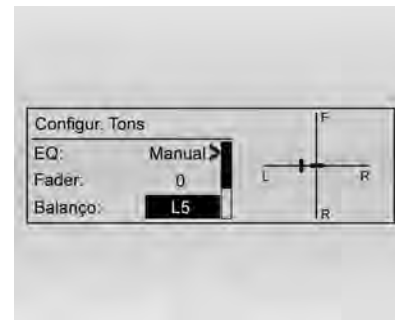 Configur. Tons
EQ: Manual
Fader: 0
Balanço: L5
F
L R
R